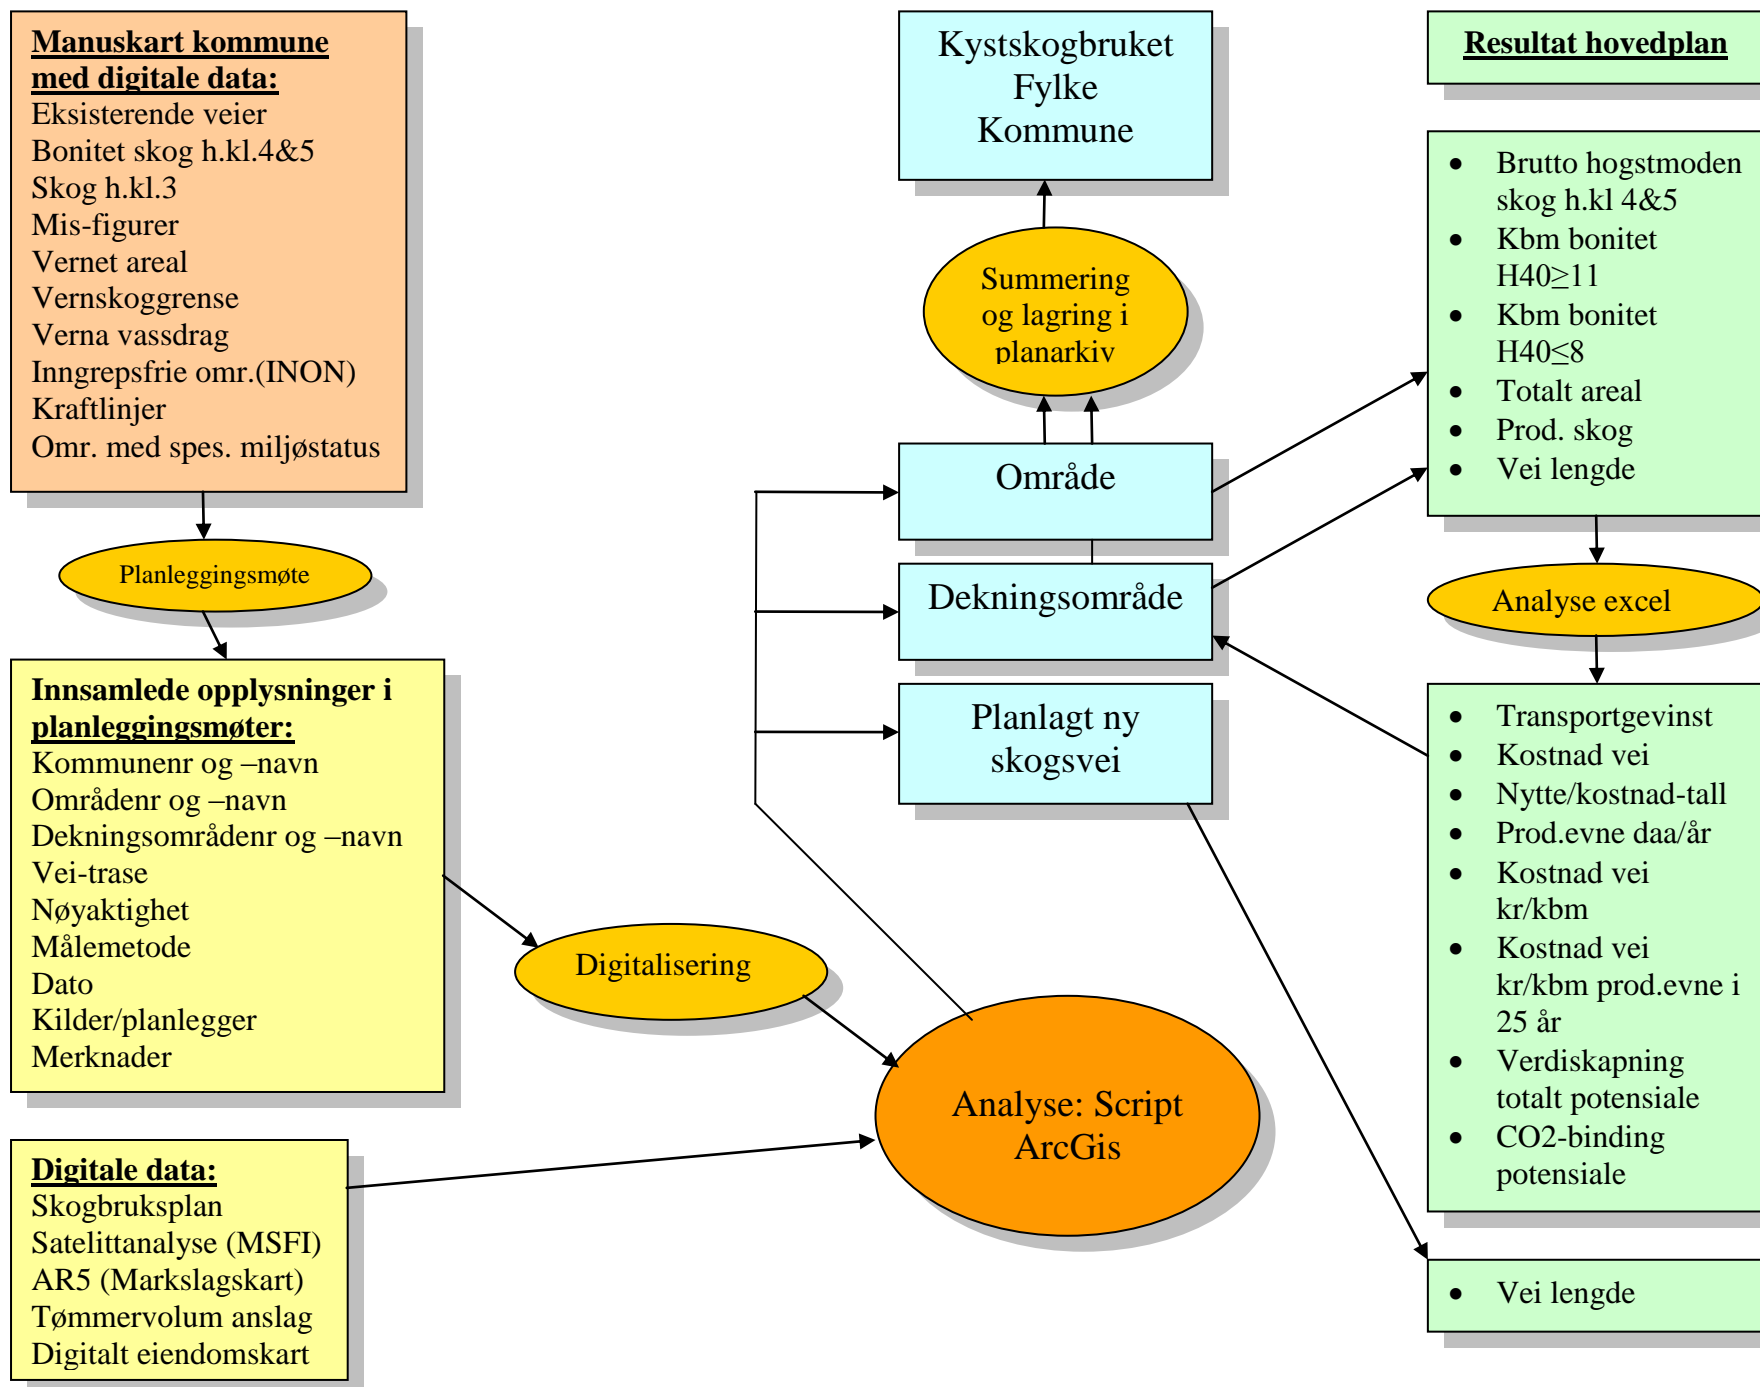 Manuskart kommune
med digitale data:
Eksisterende veier
Bonitet skog h.kl.4&5
Skog h.kl.3
Mis-figurer
Vernet areal
Vernskoggrense
Verna vassdrag
Inngrepsfrie omr.(INON)
Kraftlinjer
Omr. med spes. miljøstatus
Planleggingsmøte
Innsamlede opplysninger i
planleggingsmøter:
Kommunenr og –navn
Områdenr og –navn
Dekningsområdenr og –navn
Vei-trase
Nøyaktighet
Målemetode
Dato
Kilder/planlegger
Merknader
Digitale data:
Skogbruksplan
Satelittanalyse (MSFI)
AR5 (Markslagskart)
Tømmervolum anslag
Digitalt eiendomskart
Digitalisering
Analyse: Script
ArcGis
Kystskogbruket
Fylke
Kommune
Summering
og lagring i
planarkiv
Område
Dekningsområde
Planlagt ny
skogsvei
Resultat hovedplan
• Brutto hogstmoden
skog h.kl 4&5
• Kbm bonitet
H40≥11
• Kbm bonitet
H40≤8
• Totalt areal
• Prod. skog
• Vei lengde
Analyse excel
• Transportgevinst
• Kostnad vei
• Nytte/kostnad-tall
• Prod.evne daa/år
• Kostnad vei
kr/kbm
• Kostnad vei
kr/kbm prod.evne i
25 år
• Verdiskapning
totalt potensiale
• CO2-binding
potensiale
• Vei lengde